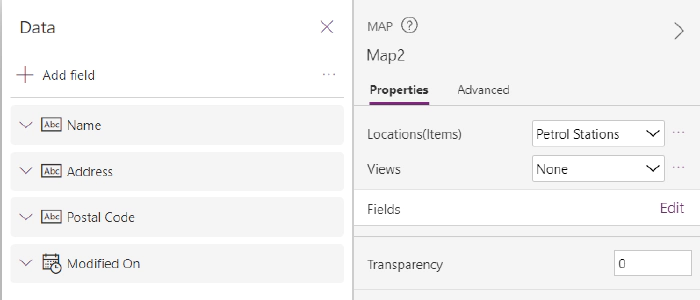 Data
Add field
Abc Name
Abc Address
Abc Postal Code
Modified On
MAP ?
Map2
Properties Advanced
Locations(Items) Petrol Stations
Views None
Fields Edit
Transparency 0